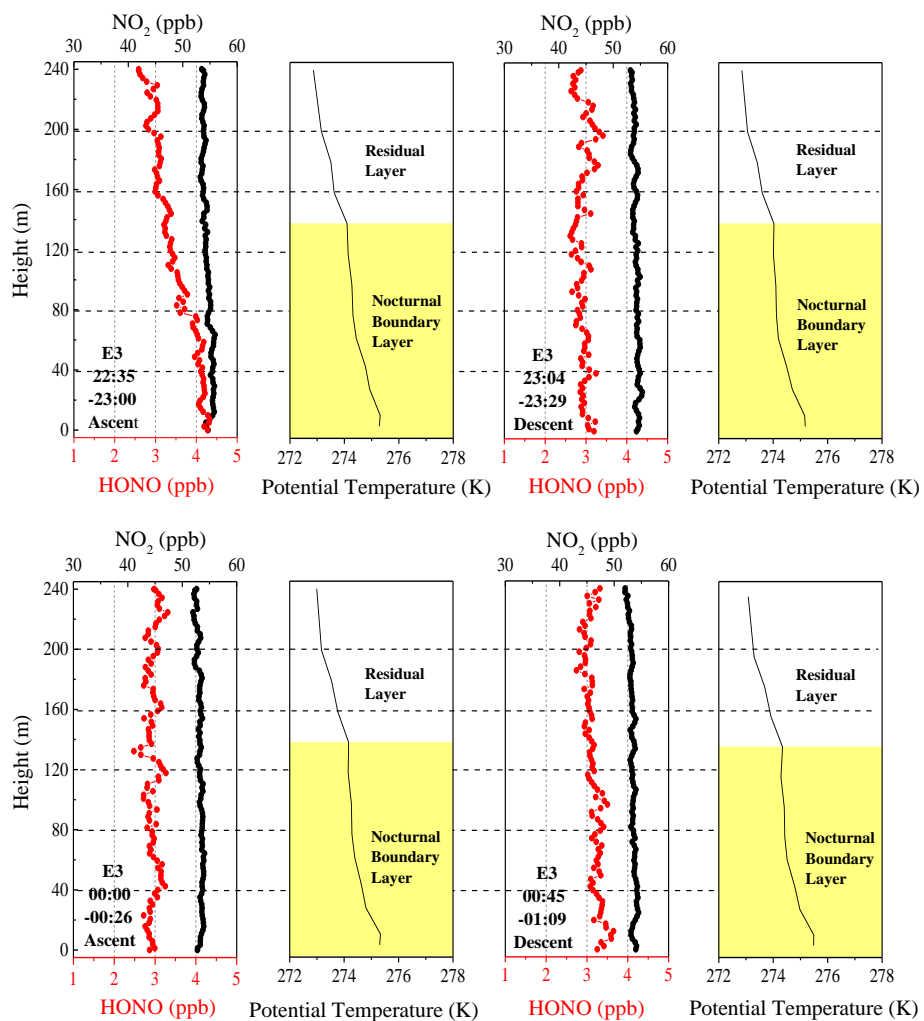 NO2 (ppb)
30 40 50 60
NO2 (ppb)
30 40 50 60
Height (m)
240
200
160
120
80
40
0
Residual
Layer
Nocturnal
Boundary
Layer
E3
22:35
-23:00
Ascent
Residual
Layer
Nocturnal
Boundary
Layer
E3
23:04
-23:29
Descent
1 2 3 4 5
272 274 276 278
1 2 3 4 5
272 274 276 278
HONO (ppb)
Potential Temperature (K)
HONO (ppb)
Potential Temperature (K)
NO2 (ppb)
30 40 50 60
NO2 (ppb)
30 40 50 60
Height (m)
240
200
160
120
80
40
0
Residual
Layer
Nocturnal
Boundary
Layer
E3
00:00
-00:26
Ascent
Residual
Layer
Nocturnal
Boundary
Layer
E3
00:45
-01:09
Descent
1 2 3 4 5
272 274 276 278
1 2 3 4 5
272 274 276 278
HONO (ppb)
Potential Temperature (K)
HONO (ppb)
Potential Temperature (K)